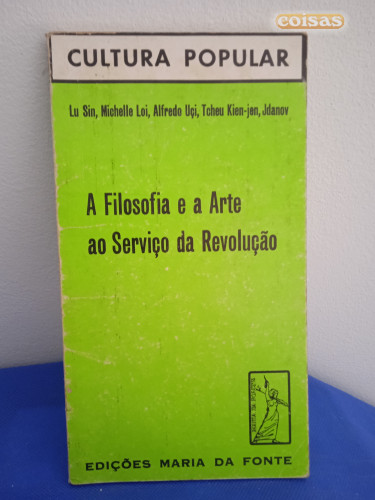 coisas
CULTURA POPULAR
Lu Sin, Michelle Loi, Alfredo Uçi, Tcheu Kien-jen, Jdanov
A Filosofia e a Arte
ao Serviço da Revolução
EDIÇÕES MARIA DA FONTE